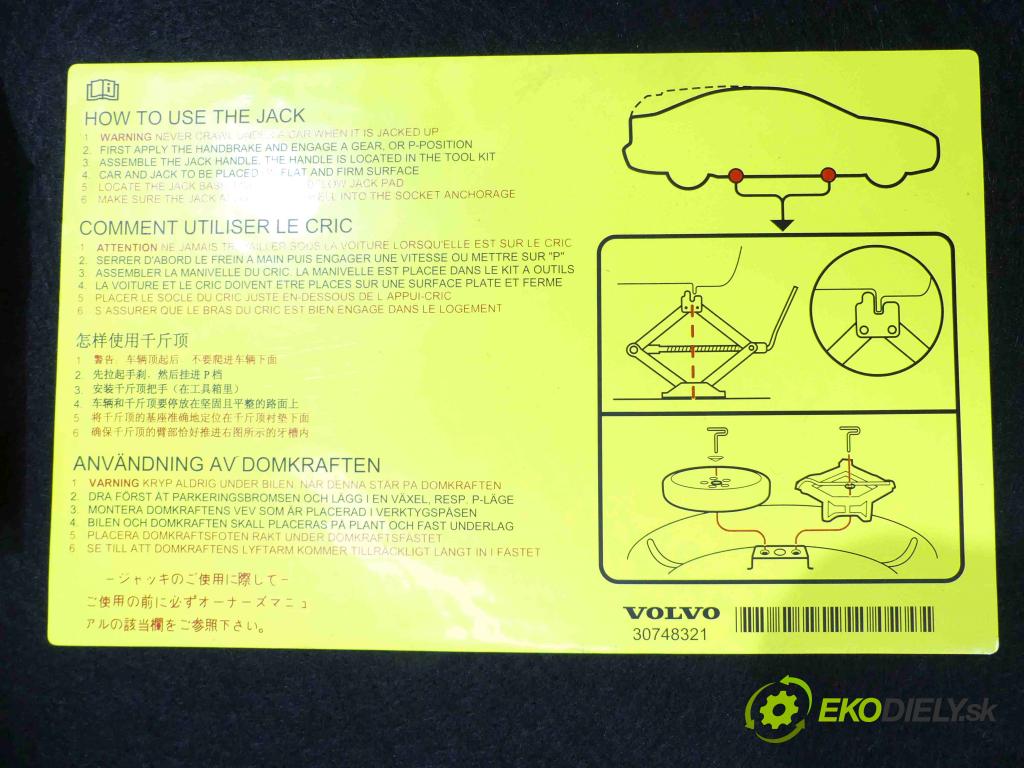 HOW TO USE THE JACK
1 WARNING NEVER CRAWL UNDER A CAR WHEN IT IS JACKED UP
2. FIRST APPLY THE HANDBRAKE AND ENGAGE A GEAR, OR P-POSITION
3. ASSEMBLE THE JACK HANDLE. THE HANDLE IS LOCATED IN THE TOOL KIT
4. CAR AND JACK TO BE PLACED FLAT AND FIRM SURFACE
5 LOCATE THE JACK BASE JACK PAD
6 MAKE SURE THE JACK INTO THE SOCKET ANCHORAGE
COMMENT UTILISER LE CRIC
1 ATTENTION NE JAMAIS TRAVAILLER SOUS LA VOITURE LORSQU'ELLE EST SUR LE CRIC
2. SERRER D'ABORD LE FREIN A MAIN PUIS ENGAGER UNE VITESSE OU METTRE SUR "P"
3. ASSEMBLER LA MANIVELLE DU CRIC. LA MANIVELLE EST PLACEE DANS LE KIT A OUTILS
4. LA VOITURE ET LE CRIC DOIVENT ETRE PLACES SUR UNE SURFACE PLATE ET FERME
5 PLACER LE SOCLE DU CRIC JUSTE EN-DESSOUS DE L APPUI-CRIC
6 S'ASSURER QUE LE BRAS DU CRIC EST BIEN ENGAGE DANS LE LOGEMENT
怎样使用千斤顶
1 警告 车辆顶起后 不要爬进车辆下面
2. 先拉起手刹, 然后挂进 P 档
3. 安装千斤顶把手 (在工具箱里)
4. 车辆和千斤顶要停放在坚固且平整的路面上
5 将千斤顶的基座准确地定位在千斤顶衬垫下面
6 确保千斤顶的臂部恰好推进右图所示的牙槽内
ANVÄNDNING AV DOMKRAFTEN
1 VARNING KRYP ALDRIG UNDER BILEN. NÄR DENNA STÅR PÅ DOMKRAFTEN
2. DRA FÖRST ÅT PARKERINGSBROMSEN OCH LÄGG I EN VÄXEL, RESP. P-LÄGE
3. MONTERA DOMKRAFTENS VEV SOM ÄR PLACERAD I VERKTYGSPÅSEN
4. BILEN OCH DOMKRAFTEN SKALL PLACERAS PÅ PLANT OCH FAST UNDERLAG
5 PLACERA DOMKRAFTSFOTEN RAKT UNDER DOMKRAFTSFÄSTET
6 SE TILL ATT DOMKRAFTENS LYFTARM KOMMER TILLRÄCKLIGT LÅNGT IN I FÄSTET
－ジャッキのご使用に際して－
ご使用の前に必ずオーナーズマニュ
アルの該当欄をご参照下さい。
VOLVO
30748321
EKODIELY.sk